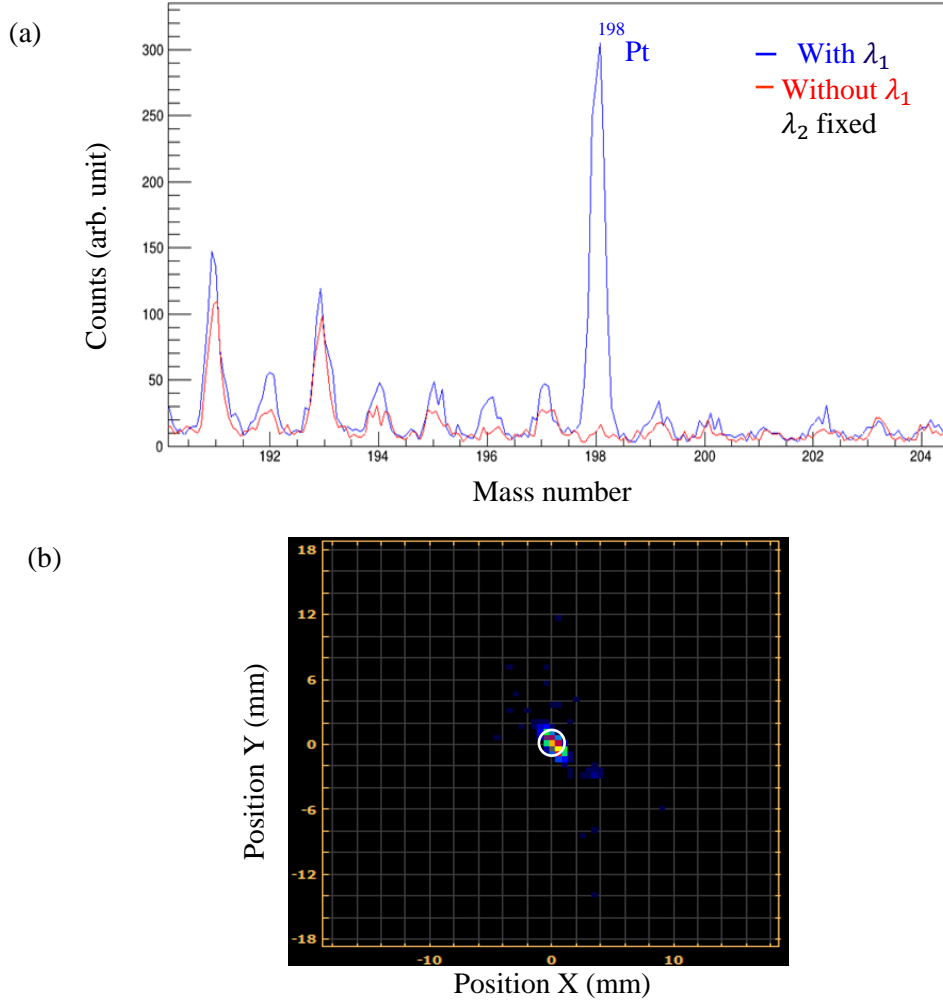 (a)
198
Pt
With λ₁
Without λ₁
λ₂ fixed
Counts (arb. unit)
300
250
200
150
100
50
0
192 194 196 198 200 202 204
Mass number
(b)
Position Y (mm)
18
12
6
0
-6
-12
-18
-10 0 10
Position X (mm)